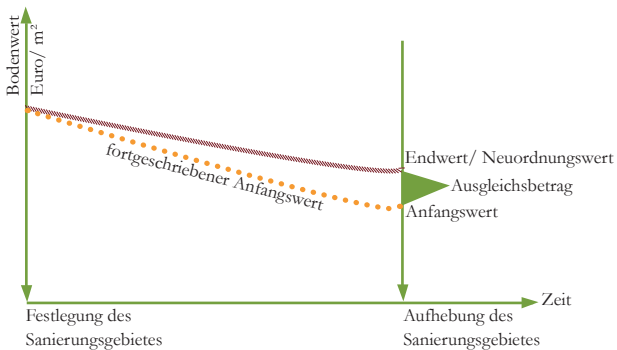 Bodenwert
Euro/ m²
fortgeschriebener Anfangswert
Endwert/ Neuordnungswert
Ausgleichsbetrag
Anfangswert
Zeit
Festlegung des
Sanierungsgebietes
Aufhebung des
Sanierungsgebietes